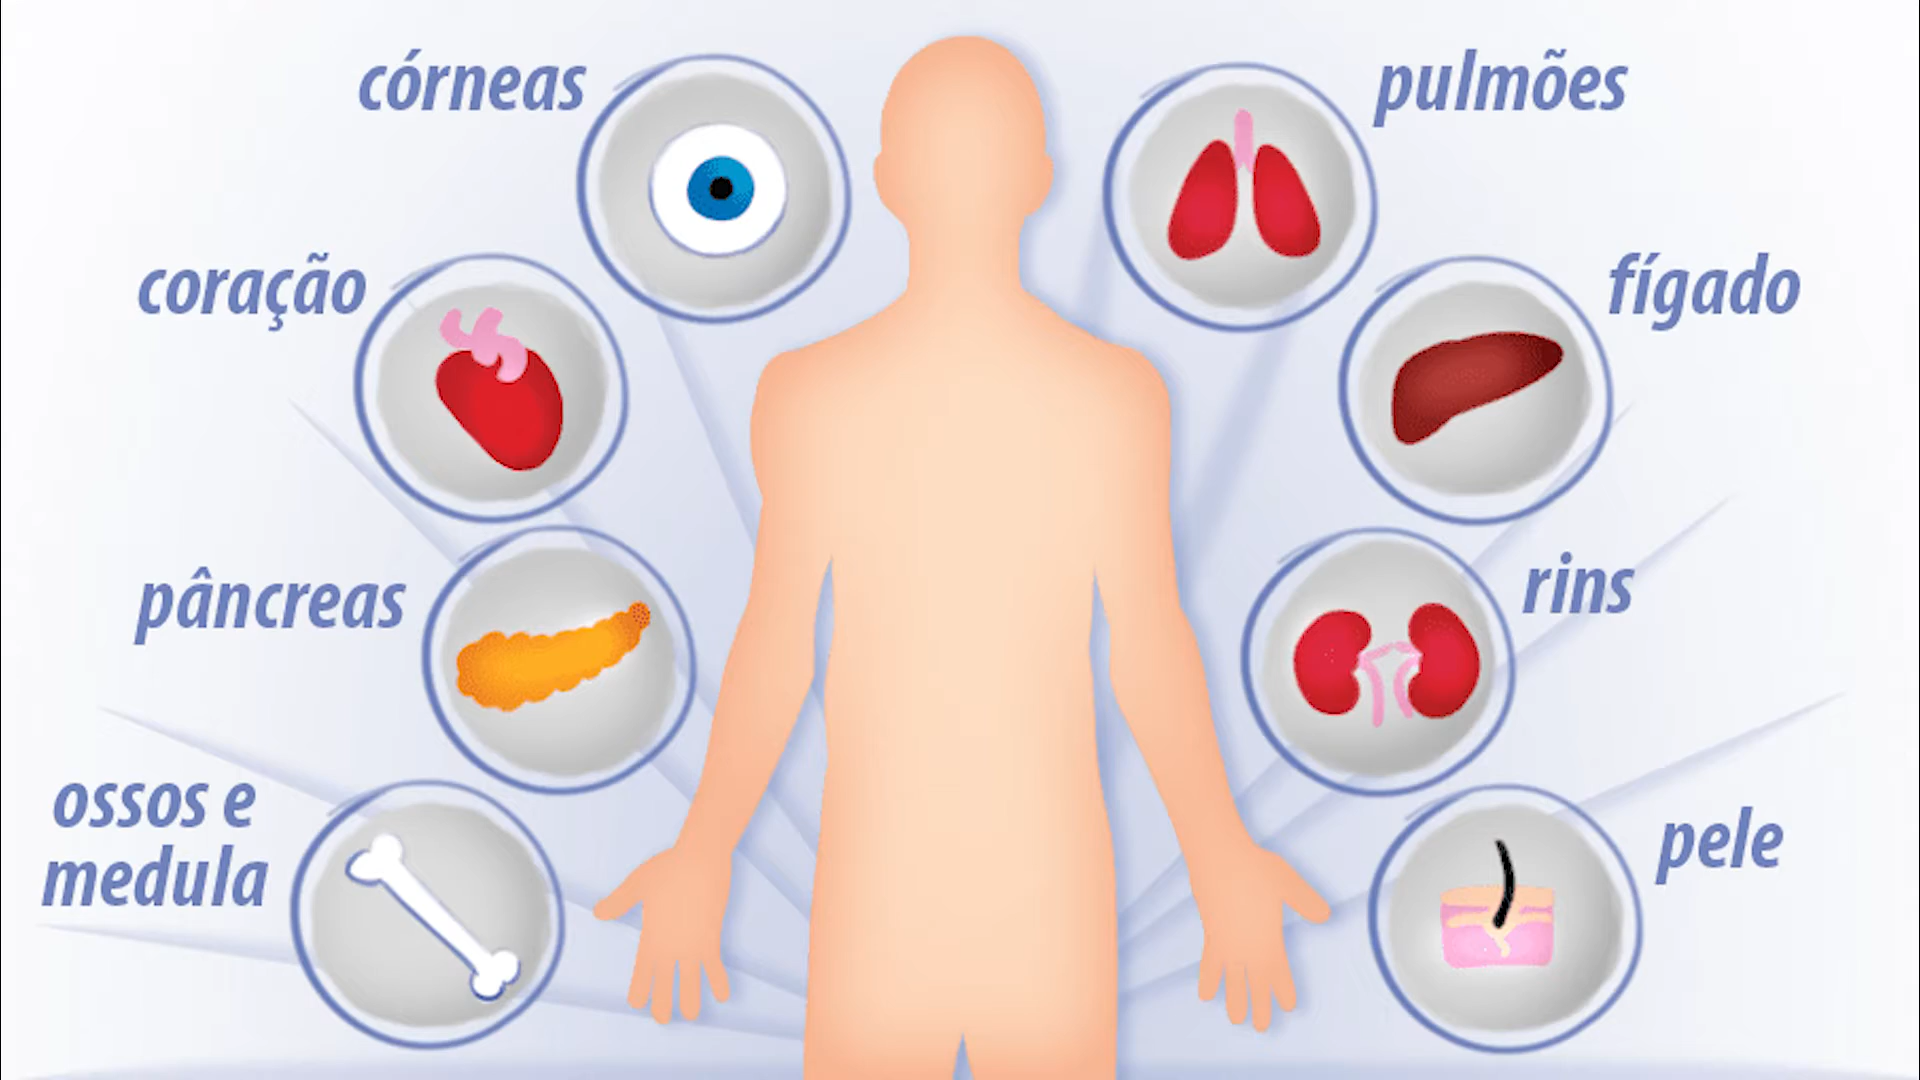 córneas
pulmões
coração
fígado
pâncreas
rins
ossos e
medula
pele